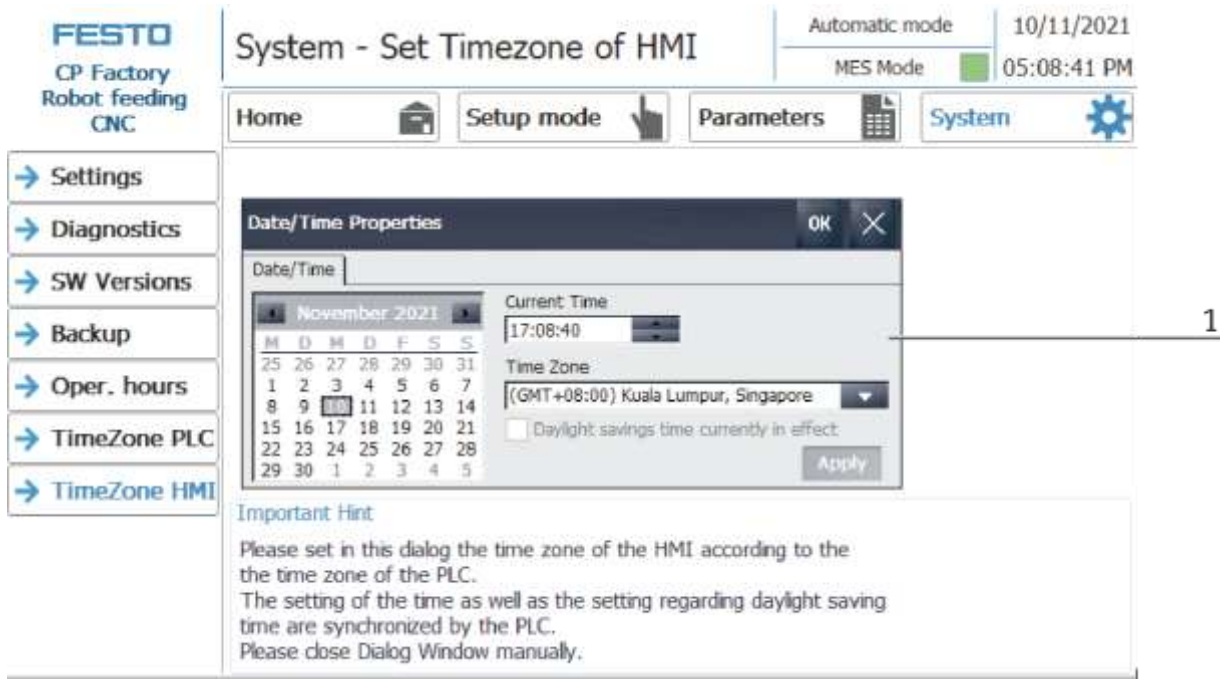 FESTO
CP Factory
Robot feeding
CNC
System - Set Timezone of HMI
Automatic mode
MES Mode
10/11/2021
05:08:41 PM
Home
Setup mode
Parameters
System
Settings
Diagnostics
SW Versions
Backup
Oper. hours
TimeZone PLC
TimeZone HMI
Date/Time Properties
OK
Date/Time
November 2021
M D M D F S S
25 26 27 28 29 30 31
1 2 3 4 5 6 7
8 9 10 11 12 13 14
15 16 17 18 19 20 21
22 23 24 25 26 27 28
29 30 1 2 3 4 5
Current Time
17:08:40
Time Zone
(GMT+08:00) Kuala Lumpur, Singapore
Daylight savings time currently in effect
Apply
1
Important Hint
Please set in this dialog the time zone of the HMI according to the
the time zone of the PLC.
The setting of the time as well as the setting regarding daylight saving
time are synchronized by the PLC.
Please close Dialog Window manually.